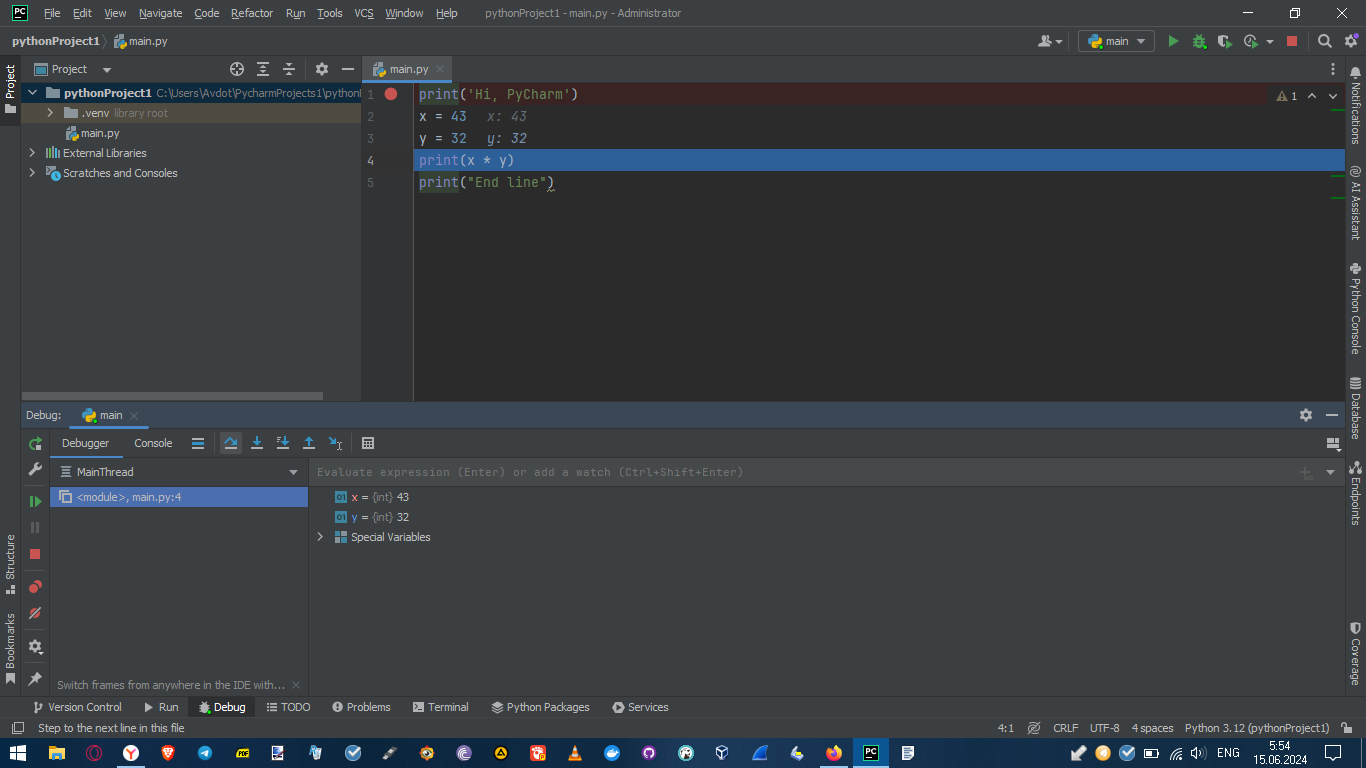 PC File Edit View Navigate Code Refactor Run Tools VCS Window Help pythonProject1 - main.py - Administrator
pythonProject1 main.py main
Project
Project main.py
pythonProject1 C:\Users\Avdot\PycharmProjects1\python
.venv library root
main.py
External Libraries
Scratches and Consoles
1 print('Hi, PyCharm') 1
2 x = 43 x: 43
3 y = 32 y: 32
4 print(x * y)
5 print("End line")
Notifications
AI Assistant
Python Console
Database
Endpoints
Coverage
Debug: main
Debugger Console
MainThread Evaluate expression (Enter) or add a watch (Ctrl+Shift+Enter)
<module>, main.py:4 01 x = {int} 43
01 y = {int} 32
Special Variables
Structure
Bookmarks
Switch frames from anywhere in the IDE with...
Version Control Run Debug TODO Problems Terminal Python Packages Services
Step to the next line in this file 4:1 CRLF UTF-8 4 spaces Python 3.12 (pythonProject1)
PDF PC ENG 5:54
15.06.2024